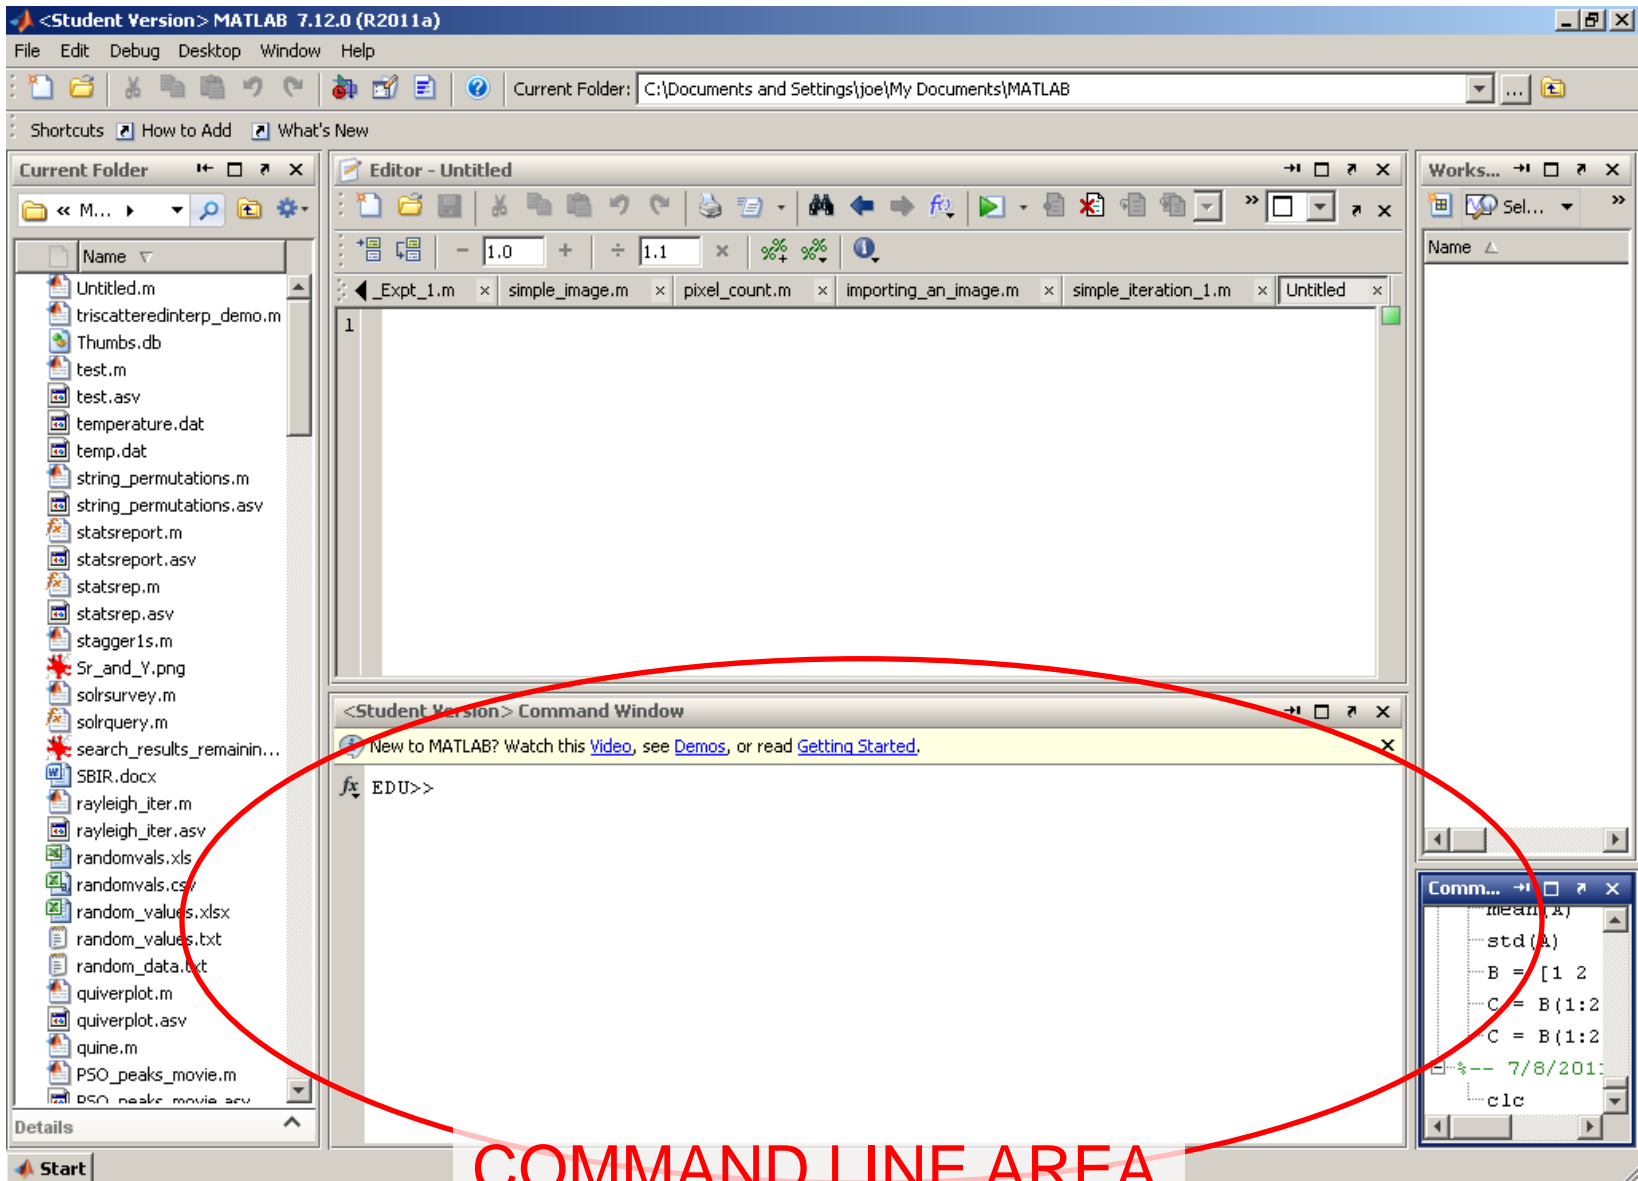 <Student Version> MATLAB 7.12.0 (R2011a)
File Edit Debug Desktop Window Help
Current Folder: C:\Documents and Settings\joe\My Documents\MATLAB
Shortcuts How to Add What's New
Current Folder
« M...
Name
Untitled.m
triscatteredinterp_demo.m
Thumbs.db
test.m
test.asv
temperature.dat
temp.dat
string_permutations.m
string_permutations.asv
statsreport.m
statsreport.asv
statsrep.m
statsrep.asv
stagger1s.m
Sr_and_Y.png
solrsurvey.m
solrquery.m
search_results_remainin...
SBIR.docx
rayleigh_iter.m
rayleigh_iter.asv
randomvals.xls
randomvals.csv
random_values.xlsx
random_values.txt
random_data.txt
quiverplot.m
quiverplot.asv
quine.m
PSO_peaks_movie.m
PSO_peaks_movie.asv
Details
Start
Editor - Untitled
- 1.0 + ÷ 1.1 ×
_Expt_1.m simple_image.m pixel_count.m importing_an_image.m simple_iteration_1.m Untitled
1
<Student Version> Command Window
New to MATLAB? Watch this Video, see Demos, or read Getting Started.
fx EDU>>
COMMAND LINE AREA
Works...
Sel... »
Name
Comm...
mean(A)
std(A)
B = [1 2
C = B(1:2
C = B(1:2
%-- 7/8/201
clc